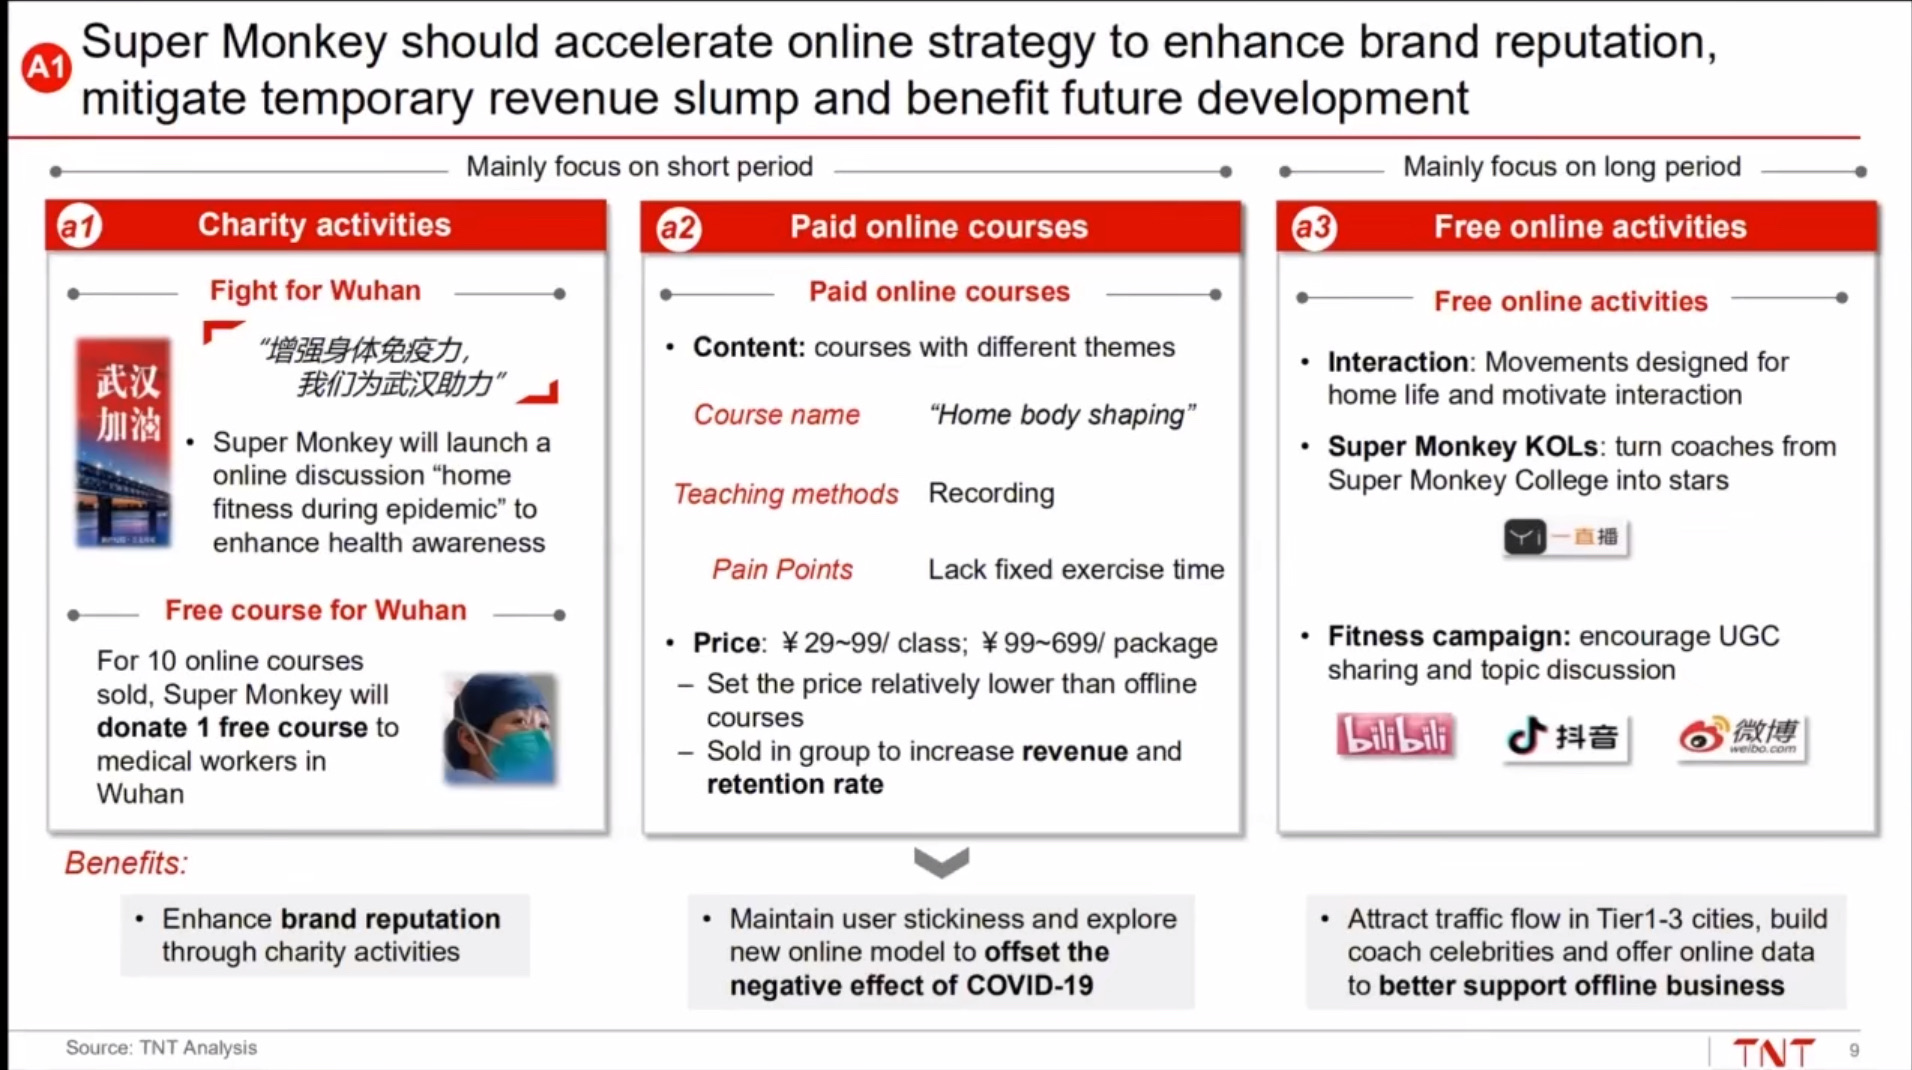 A1
Super Monkey should accelerate online strategy to enhance brand reputation,
mitigate temporary revenue slump and benefit future development
Mainly focus on short period
Mainly focus on long period
a1
Charity activities
Fight for Wuhan
武汉
加油
“增强身体免疫力,
我们为武汉助力”
• Super Monkey will launch a
online discussion “home
fitness during epidemic” to
enhance health awareness
Free course for Wuhan
For 10 online courses
sold, Super Monkey will
donate 1 free course to
medical workers in
Wuhan
a2
Paid online courses
Paid online courses
• Content: courses with different themes
Course name “Home body shaping”
Teaching methods Recording
Pain Points Lack fixed exercise time
• Price: ¥29~99/ class; ¥99~699/ package
– Set the price relatively lower than offline
courses
– Sold in group to increase revenue and
retention rate
a3
Free online activities
Free online activities
• Interaction: Movements designed for
home life and motivate interaction
• Super Monkey KOLs: turn coaches from
Super Monkey College into stars
Yi 一直播
• Fitness campaign: encourage UGC
sharing and topic discussion
bilibili
抖音
微博
weibo.com
Benefits:
• Enhance brand reputation
through charity activities
• Maintain user stickiness and explore
new online model to offset the
negative effect of COVID-19
• Attract traffic flow in Tier1-3 cities, build
coach celebrities and offer online data
to better support offline business
Source: TNT Analysis
TNT
9